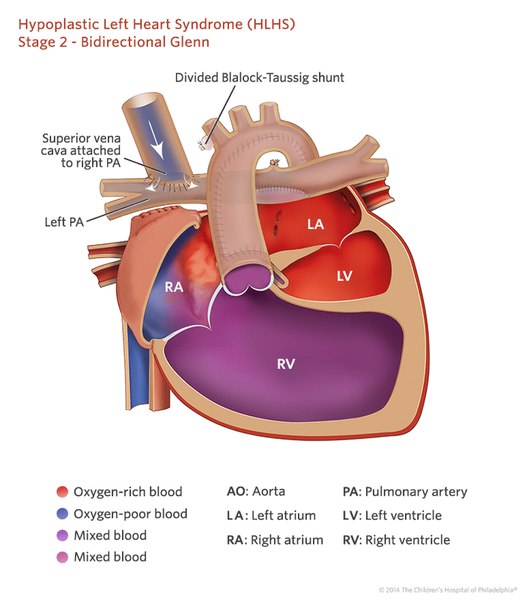 Hypoplastic Left Heart Syndrome (HLHS)
Stage 2 - Bidirectional Glenn
Divided Blalock-Taussig shunt
Superior vena
cava attached
to right PA
Left PA
LA
LV
RA
RV
Oxygen-rich blood
Oxygen-poor blood
Mixed blood
Mixed blood
AO: Aorta
LA: Left atrium
RA: Right atrium
PA: Pulmonary artery
LV: Left ventricle
RV: Right ventricle
© 2014 The Children's Hospital of Philadelphia®